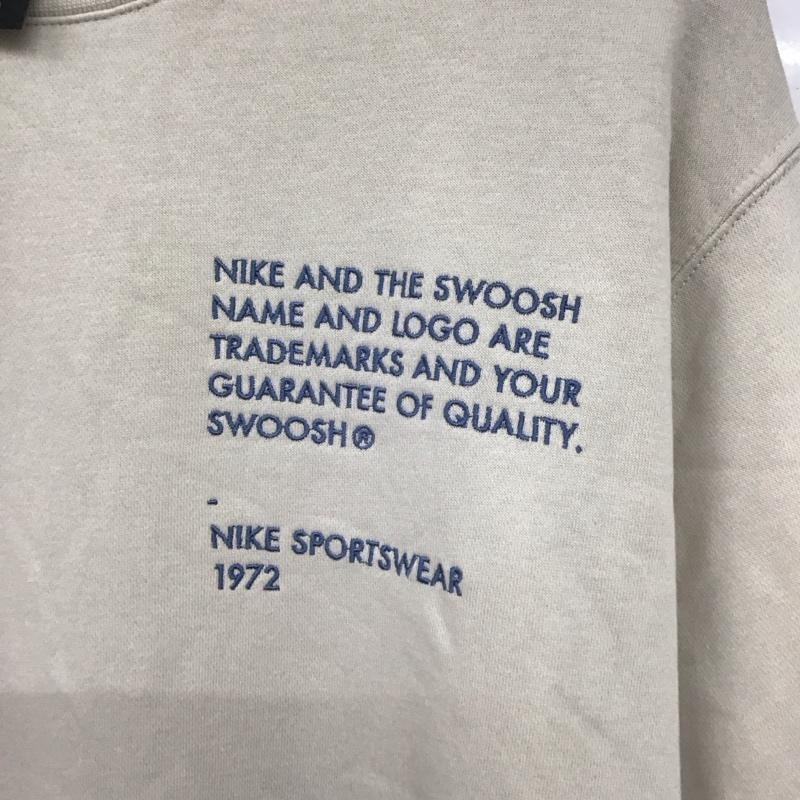 NIKE AND THE SWOOSH
NAME AND LOGO ARE
TRADEMARKS AND YOUR
GUARANTEE OF QUALITY.
SWOOSH®
-
NIKE SPORTSWEAR
1972